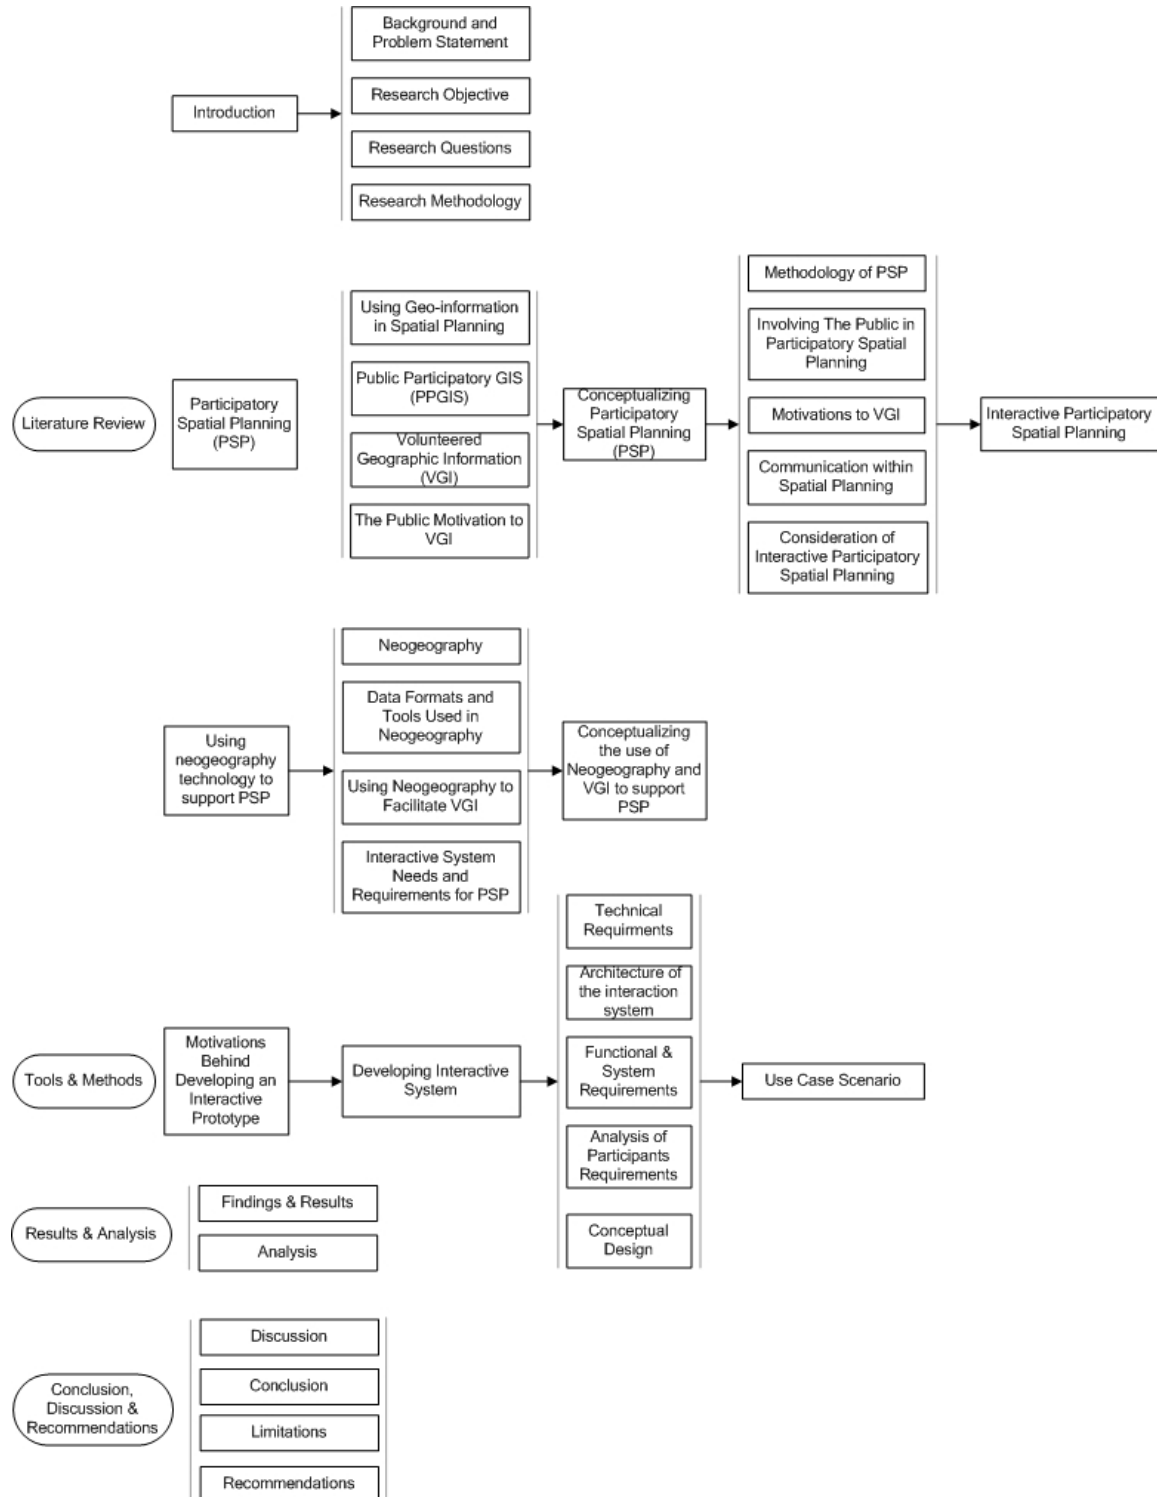 Background and
Problem Statement
Research Objective
Introduction
Research Questions
Research Methodology
Literature Review
Participatory
Spatial Planning
(PSP)
Using Geo-information
in Spatial Planning
Public Participatory GIS
(PPGIS)
Volunteered
Geographic Information
(VGI)
The Public Motivation to
VGI
Conceptualizing
Participatory
Spatial Planning
(PSP)
Methodology of PSP
Involving The Public in
Participatory Spatial
Planning
Motivations to VGI
Communication within
Spatial Planning
Consideration of
Interactive Participatory
Spatial Planning
Interactive Participatory
Spatial Planning
Using
neogeography
technology to
support PSP
Neogeography
Data Formats and
Tools Used in
Neogeography
Using Neogeography to
Facilitate VGI
Interactive System
Needs and
Requirements for PSP
Conceptualizing
the use of
Neogeography and
VGI to support
PSP
Tools & Methods
Motivations
Behind
Developing an
Interactive
Prototype
Developing Interactive
System
Technical
Requirments
Architecture of
the interaction
system
Functional &
System
Requirements
Analysis of
Participants
Requirements
Conceptual
Design
Use Case Scenario
Results & Analysis
Findings & Results
Analysis
Conclusion,
Discussion &
Recommendations
Discussion
Conclusion
Limitations
Recommendations